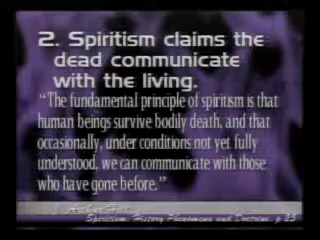 2. Spiritism claims the
dead communicate
with the living.
"The fundamental principle of spiritism is that
human beings survive bodily death, and that
occasionally, under conditions not yet fully
understood, we can communicate with those
who have gone before."
Arthur
Spiritism, History Phenomena and Doctrine, p 25